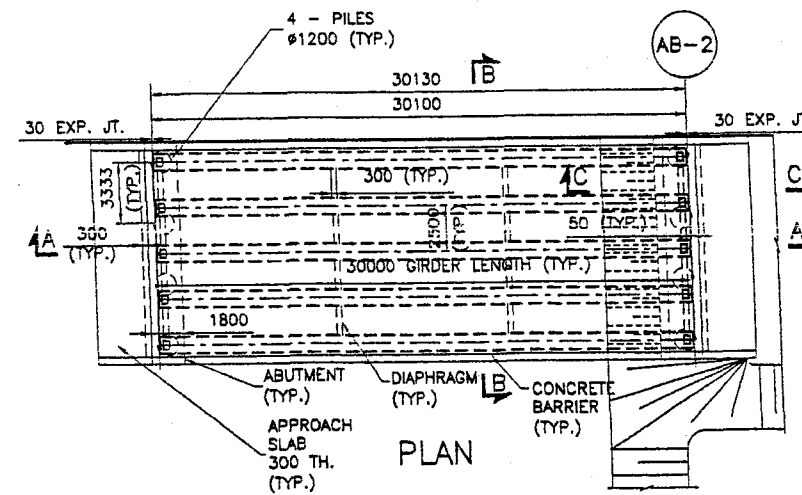 4 - PILES
ø1200 (TYP.)
AB-2
B
30130
30100
30 EXP. JT.
30 EXP. JT
3333
(TYP.)
300 (TYP.)
C
C
2500
(TYP.)
50 (TYP.)
A
300
(TYP.)
A
30000 GIRDER LENGTH (TYP.)
1800
ABUTMENT
(TYP.)
DIAPHRAGM
(TYP.)
B
CONCRETE
BARRIER
(TYP.)
APPROACH
SLAB
300 TH.
(TYP.)
PLAN